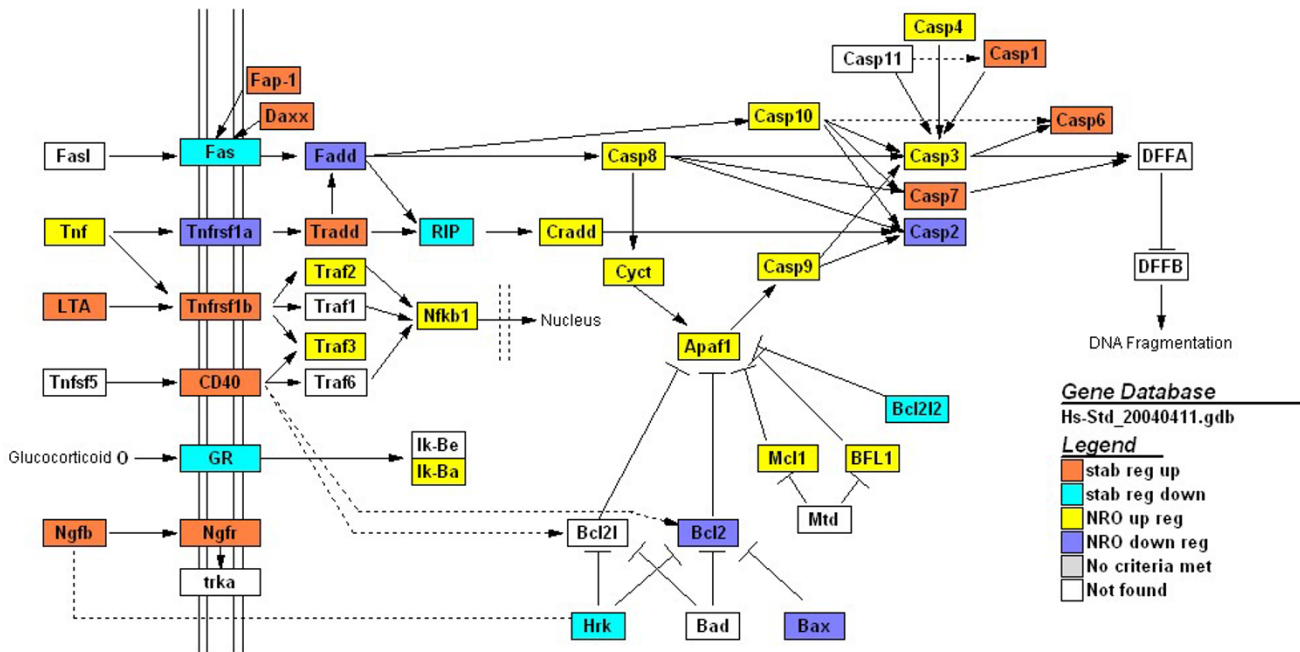 Casp4
Casp11
Casp1
Fap-1
Daxx
Casp10
Casp6
Fasl
Fas
Fadd
Casp8
Casp3
DFFA
Casp7
Tnf
Tnfrsf1a
Tradd
RIP
Cradd
Casp2
Traf2
Cyct
Casp9
DFFB
LTA
Tnfrsf1b
Traf1
Nfkb1
Nucleus
Traf3
Apaf1
DNA Fragmentation
Tnfsf5
CD40
Traf6
Bcl2l2
Gene Database
Hs-Std_20040411.gdb
Ik-Be
Glucocorticoid O
GR
Ik-Ba
Mcl1
BFL1
Legend
stab reg up
stab reg down
NRO up reg
NRO down reg
No criteria met
Not found
Mtd
Ngfb
Ngfr
Bcl2l
Bcl2
trka
Hrk
Bad
Bax